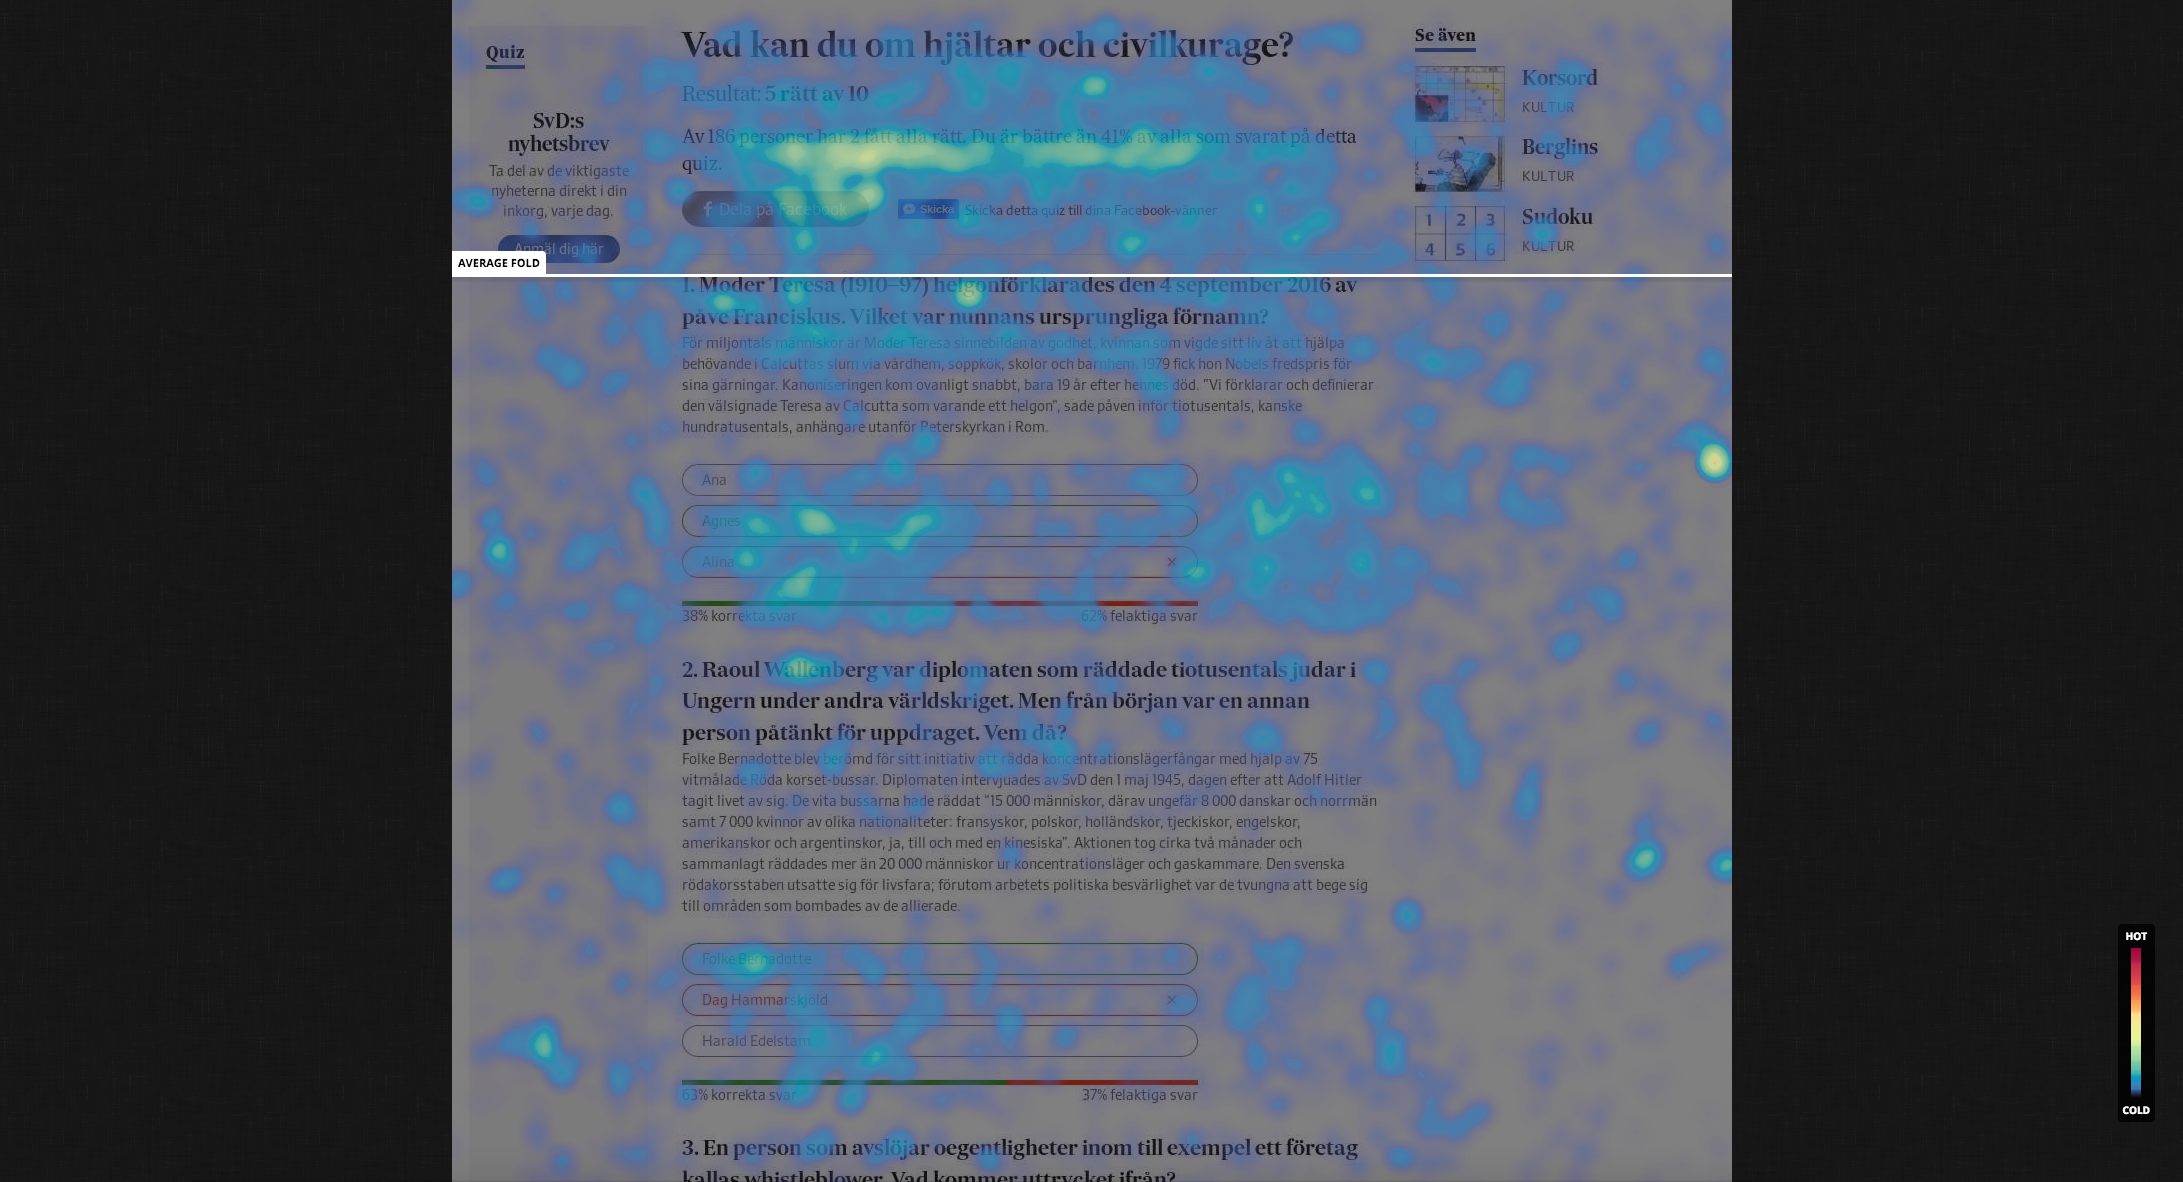 Quiz
SvD:s
nyhetsbrev
Ta del av de viktigaste
nyheterna direkt i din
inkorg, varje dag.
Anmäl dig här
AVERAGE FOLD
Vad kan du om hjältar och civilkurage?
Resultat: 5 rätt av 10
Av 186 personer har 2 fått alla rätt. Du är bättre än 41% av alla som svarat på detta
quiz.
Dela på Facebook
Skicka
Skicka detta quiz till dina Facebook-vänner
1. Moder Teresa (1910–97) helgonförklarades den 4 september 2016 av
påve Franciskus. Vilket var nunnans ursprungliga förnamn?
För miljontals människor är Moder Teresa sinnebilden av godhet, kvinnan som vigde sitt liv åt att hjälpa
behövande i Calcuttas slum via vårdhem, soppkök, skolor och barnhem. 1979 fick hon Nobels fredspris för
sina gärningar. Kanoniseringen kom ovanligt snabbt, bara 19 år efter hennes död. ”Vi förklarar och definierar
den välsignade Teresa av Calcutta som varande ett helgon”, sade påven inför tiotusentals, kanske
hundratusentals, anhängare utanför Peterskyrkan i Rom.
Ana
Agnes
Alina ×
38% korrekta svar 62% felaktiga svar
2. Raoul Wallenberg var diplomaten som räddade tiotusentals judar i
Ungern under andra världskriget. Men från början var en annan
person påtänkt för uppdraget. Vem då?
Folke Bernadotte blev berömd för sitt initiativ att rädda koncentrationslägerfångar med hjälp av 75
vitmålade Röda korset-bussar. Diplomaten intervjuades av SvD den 1 maj 1945, dagen efter att Adolf Hitler
tagit livet av sig. De vita bussarna hade räddat ”15 000 människor, därav ungefär 8 000 danskar och norrmän
samt 7 000 kvinnor av olika nationaliteter: fransyskor, polskor, holländskor, tjeckiskor, engelskor,
amerikanskor och argentinskor, ja, till och med en kinesiska”. Aktionen tog cirka två månader och
sammanlagt räddades mer än 20 000 människor ur koncentrationsläger och gaskammare. Den svenska
rödakorsstaben utsatte sig för livsfara; förutom arbetets politiska besvärlighet var de tvungna att bege sig
till områden som bombades av de allierade.
Folke Bernadotte
Dag Hammarskjöld ×
Harald Edelstam
63% korrekta svar 37% felaktiga svar
3. En person som avslöjar oegentligheter inom till exempel ett företag
kallas whistleblower. Vad kommer uttrycket ifrån?
Se även
Korsord
KULTUR
Berglins
KULTUR
1 2 3
4 5 6
Sudoku
KULTUR
HOT
COLD